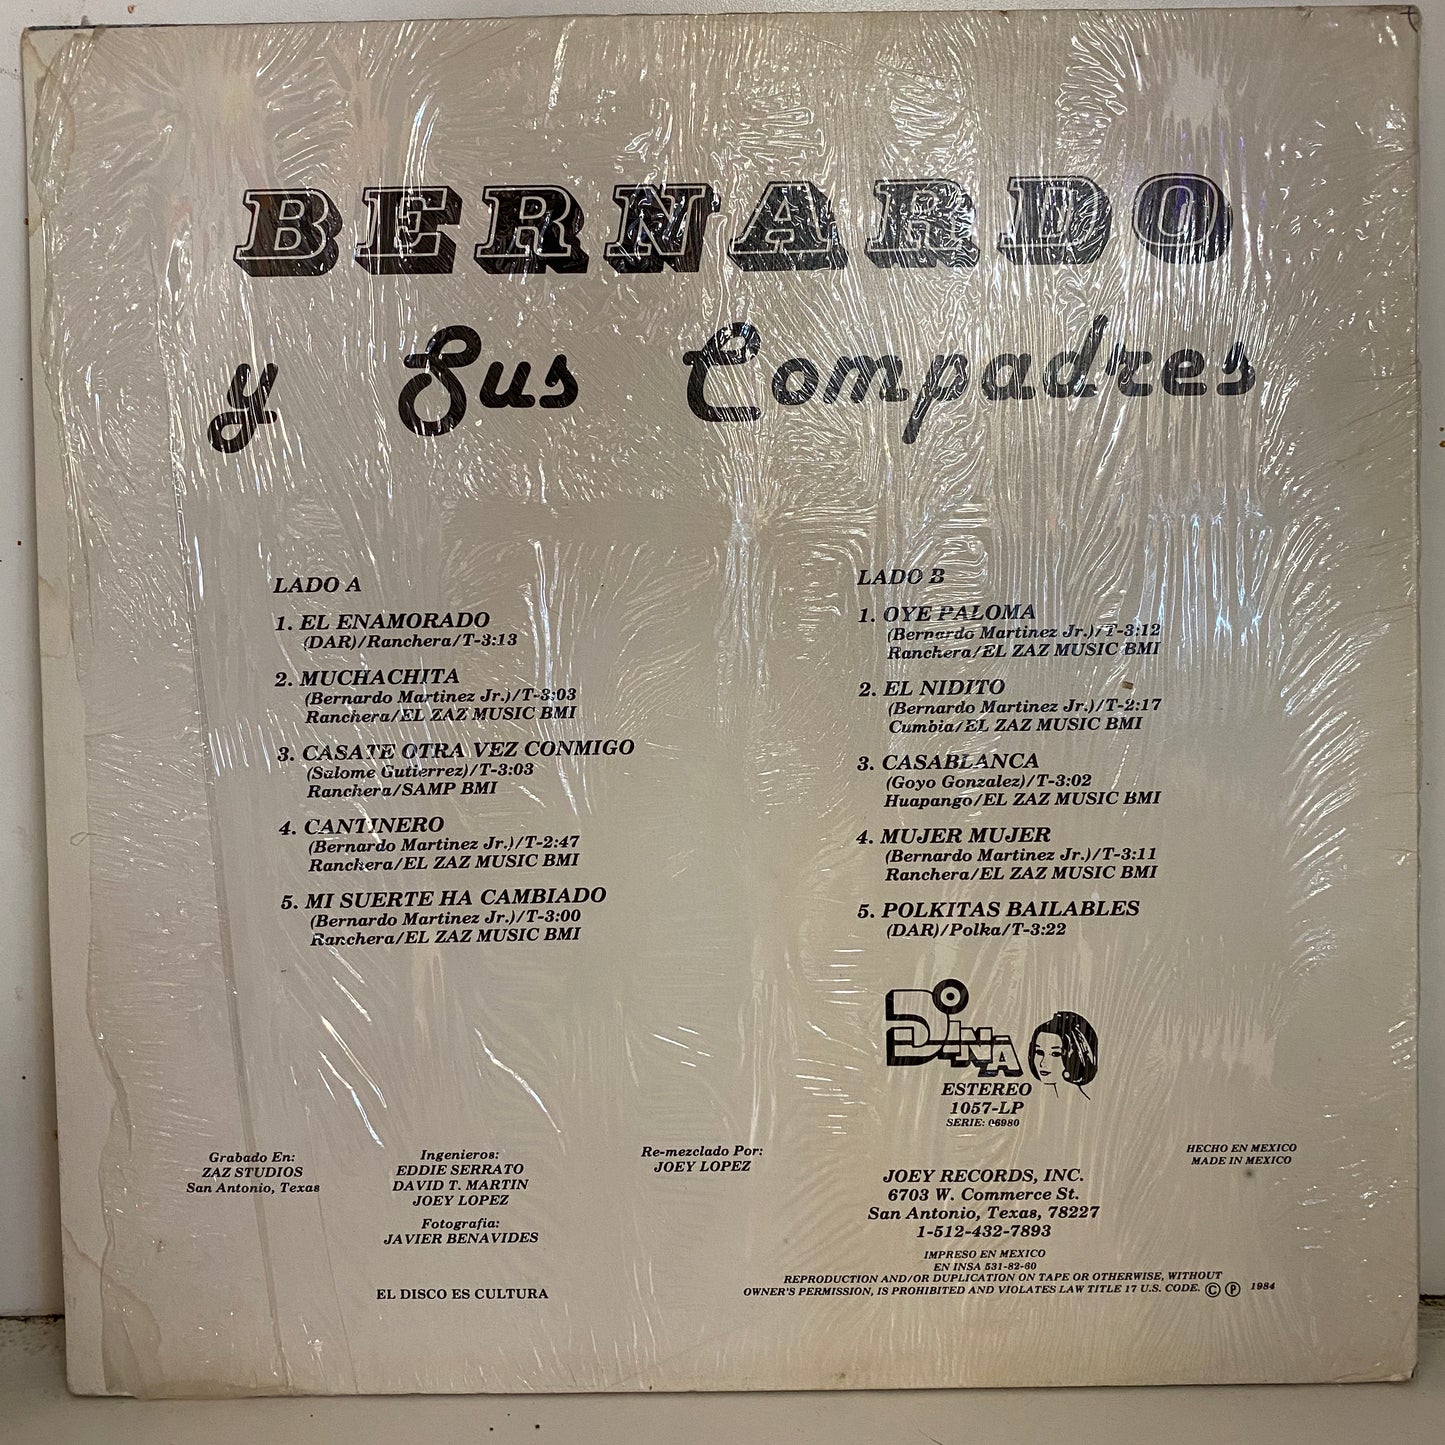 BERNARDO
y Sus Compadres
LADO A
1. EL ENAMORADO
(DAR)/Ranchera/T-3:13
2. MUCHACHITA
(Bernardo Martinez Jr.)/T-3:03
Ranchera/EL ZAZ MUSIC BMI
3. CASATE OTRA VEZ CONMIGO
(Salome Gutierrez)/T-3:03
Ranchera/SAMP BMI
4. CANTINERO
(Bernardo Martinez Jr.)/T-2:47
Ranchera/EL ZAZ MUSIC BMI
5. MI SUERTE HA CAMBIADO
(Bernardo Martinez Jr.)/T-3:00
Ranchera/EL ZAZ MUSIC BMI
LADO B
1. OYE PALOMA
(Bernardo Martinez Jr.)/T-3:12
Ranchera/EL ZAZ MUSIC BMI
2. EL NIDITO
(Bernardo Martinez Jr.)/T-2:17
Cumbia/EL ZAZ MUSIC BMI
3. CASABLANCA
(Goyo Gonzalez)/T-3:02
Huapango/EL ZAZ MUSIC BMI
4. MUJER MUJER
(Bernardo Martinez Jr.)/T-3:11
Ranchera/EL ZAZ MUSIC BMI
5. POLKITAS BAILABLES
(DAR)/Polka/T-3:22
DINA
ESTEREO
1057-LP
SERIE: 06980
Grabado En:
ZAZ STUDIOS
San Antonio, Texas
Ingenieros:
EDDIE SERRATO
DAVID T. MARTIN
JOEY LOPEZ
Fotografia:
JAVIER BENAVIDES
Re-mezclado Por:
JOEY LOPEZ
HECHO EN MEXICO
MADE IN MEXICO
JOEY RECORDS, INC.
6703 W. Commerce St.
San Antonio, Texas, 78227
1-512-432-7893
IMPRESO EN MEXICO
EN INSA 531-82-60
REPRODUCTION AND/OR DUPLICATION ON TAPE OR OTHERWISE, WITHOUT
OWNER'S PERMISSION, IS PROHIBITED AND VIOLATES LAW TITLE 17 U.S. CODE. © ℗ 1984
EL DISCO ES CULTURA